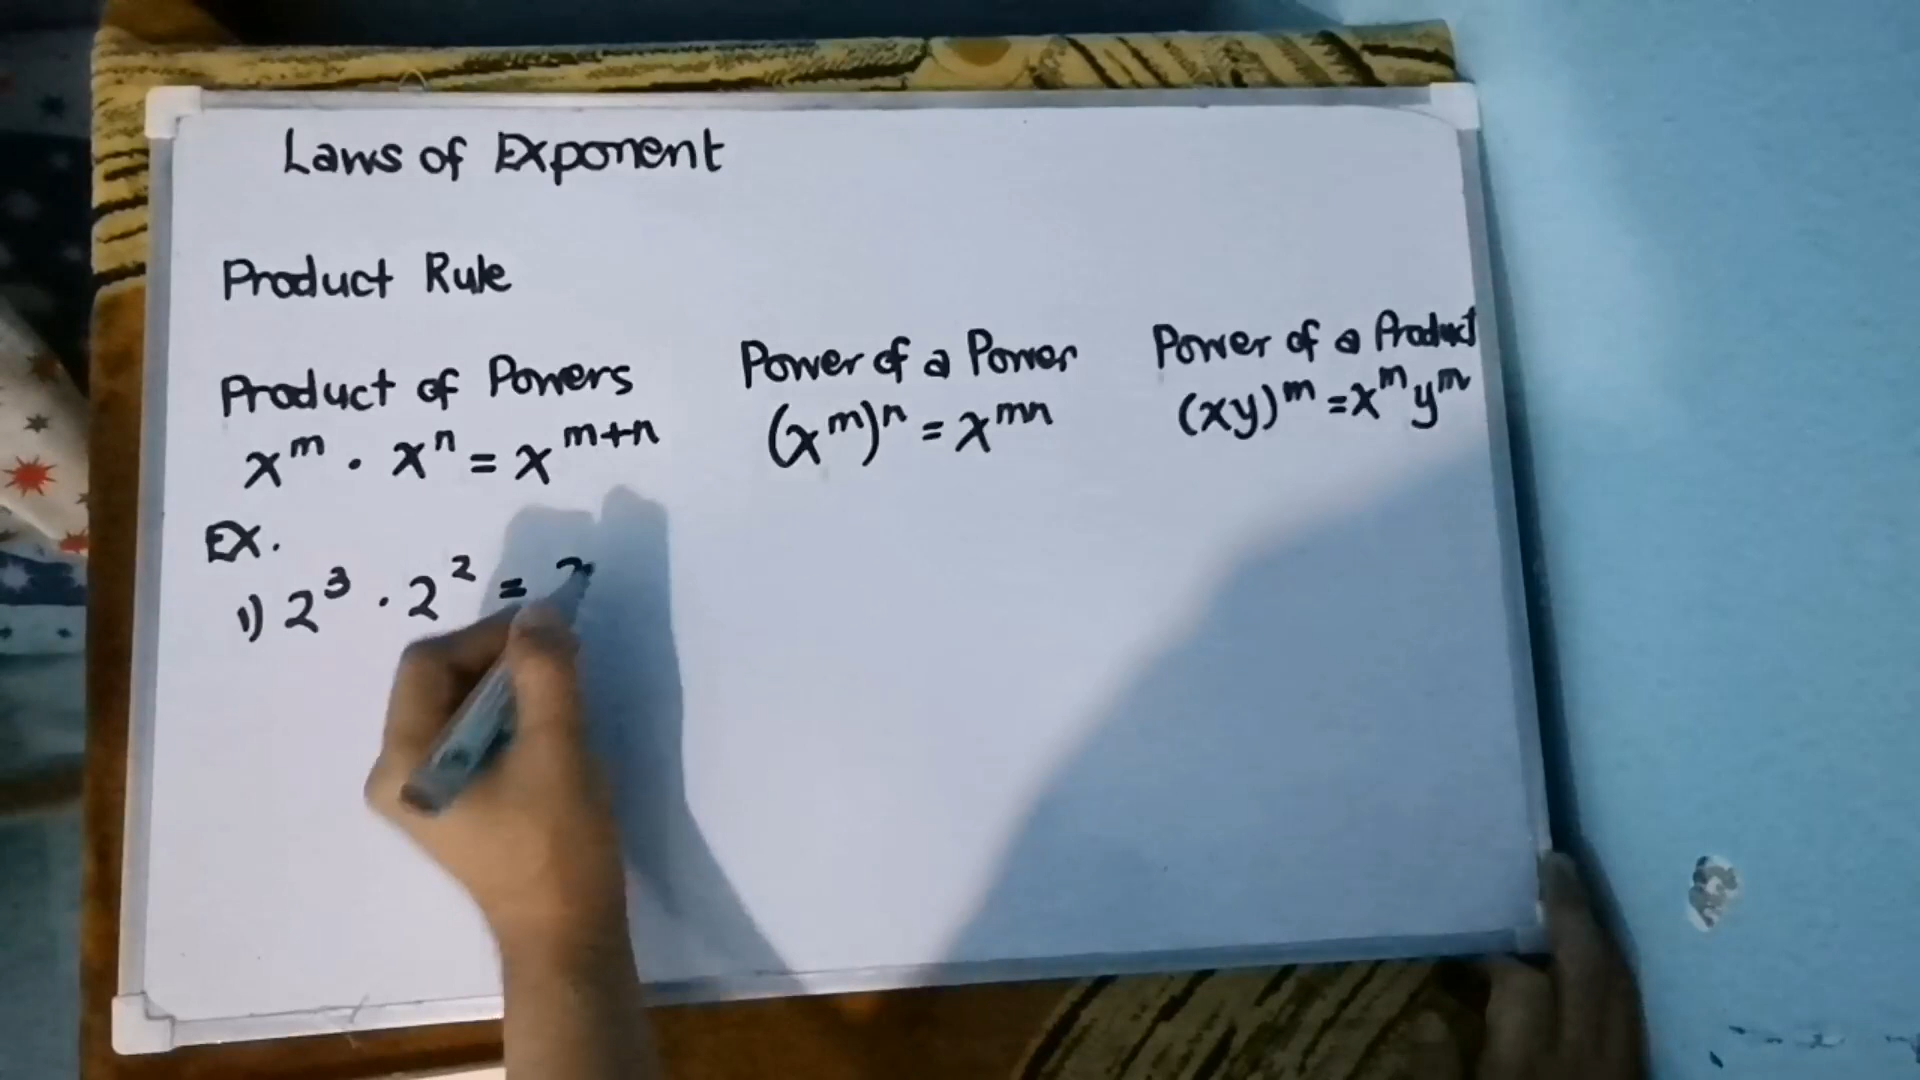 Laws of Exponent
Product Rule
Product of Powers
x^m · x^n = x^{m+n}
Power of a Power
(x^m)^n = x^{mn}
Power of a Product
(xy)^m = x^m y^m
EX.
1) 2^3 · 2^2 =